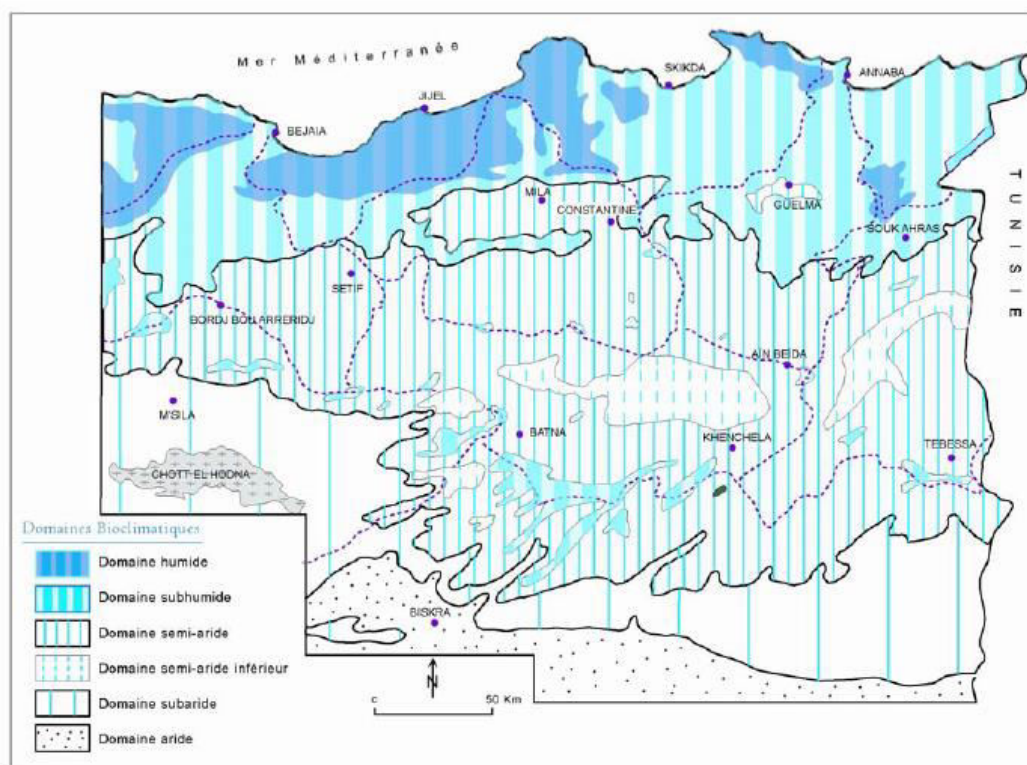 Mer Méditerranée
SKIKDA
ANNABA
JIJEL
BEJAIA
TUNISIE
MILA
GUELMA
CONSTANTINE
SOUK AHRAS
SETIF
BORDJ BOU ARRERIDJ
AIN BEIDA
M'SILA
BATNA
KHENCHELA
TEBESSA
CHOTT EL HODNA
Domaines Bioclimatiques
Domaine humide
Domaine subhumide
Domaine semi-aride
Domaine semi-aride inférieur
Domaine subaride
Domaine aride
BISKRA
N
c 50 Km